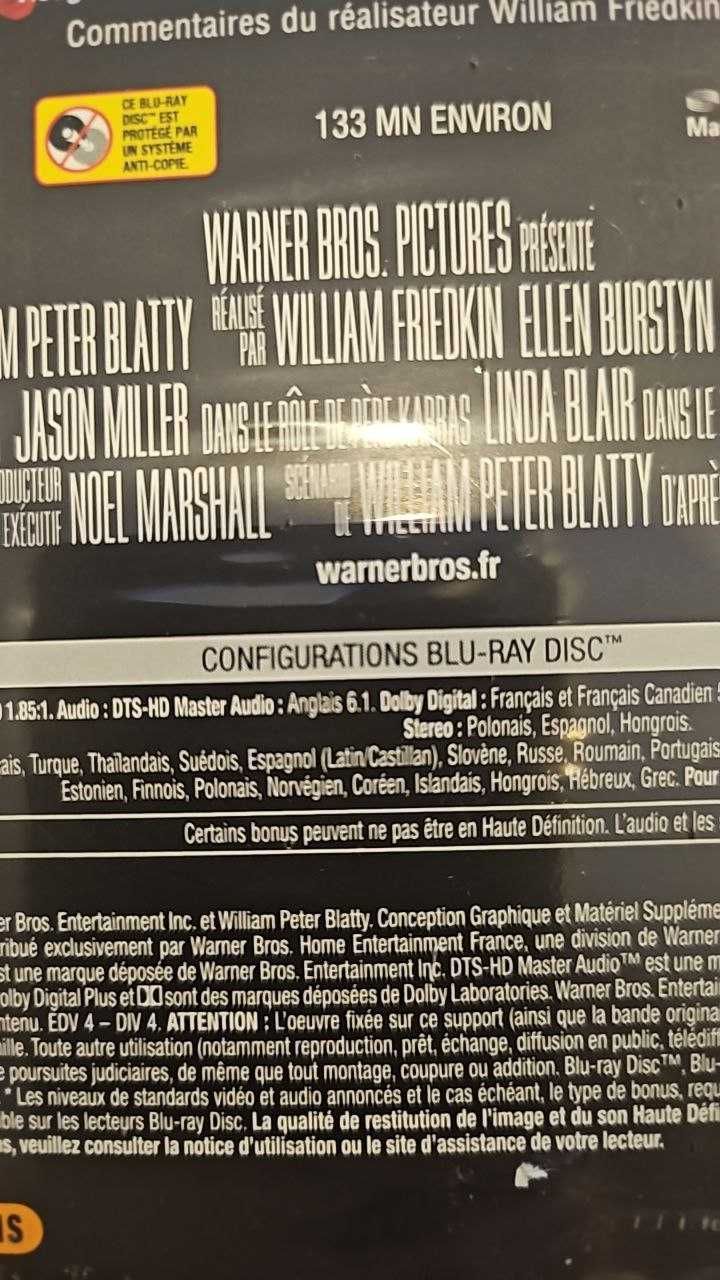 Commentaires du réalisateur William Friedkin
CE BLU-RAY
DISC™ EST
PROTÉGÉ PAR
UN SYSTÈME
ANTI-COPIE.
133 MN ENVIRON
Ma
WARNER BROS. PICTURES PRÉSENTE
M PETER BLATTY RÉALISÉ PAR WILLIAM FRIEDKIN ELLEN BURSTYN
JASON MILLER DANS LE RÔLE DE PÈRE KARRAS LINDA BLAIR DANS LE
ODUCTEUR EXÉCUTIF NOEL MARSHALL SCÉNARIO DE WILLIAM PETER BLATTY D'APRÈ
warnerbros.fr
CONFIGURATIONS BLU-RAY DISC™
1.85:1. Audio : DTS-HD Master Audio : Anglais 6.1. Dolby Digital : Français et Français Canadien
Stereo : Polonais, Espagnol, Hongrois.
ais, Turque, Thaïlandais, Suédois, Espagnol (Latin/Castillan), Slovène, Russe, Roumain, Portugais
Estonien, Finnois, Polonais, Norvégien, Coréen, Islandais, Hongrois, Hébreux, Grec. Pour
Certains bonus peuvent ne pas être en Haute Définition. L'audio et les
er Bros. Entertainment Inc. et William Peter Blatty. Conception Graphique et Matériel Suppléme
ribué exclusivement par Warner Bros. Home Entertainment France, une division de Warner
st une marque déposée de Warner Bros. Entertainment Inc. DTS-HD Master Audio™ est une m
olby Digital Plus et sont des marques déposées de Dolby Laboratories. Warner Bros. Entertai
ntenu. EDV 4 – DIV 4. ATTENTION : L'oeuvre fixée sur ce support (ainsi que la bande origina
ille. Toute autre utilisation (notamment reproduction, prêt, échange, diffusion en public, télédiff
e poursuites judiciaires, de même que tout montage, coupure ou addition. Blu-ray Disc™, Blu-
* Les niveaux de standards vidéo et audio annoncés et le cas échéant, le type de bonus, requ
ble sur les lecteurs Blu-ray Disc. La qualité de restitution de l'image et du son Haute Défi
s, veuillez consulter la notice d'utilisation ou le site d'assistance de votre lecteur.
IS